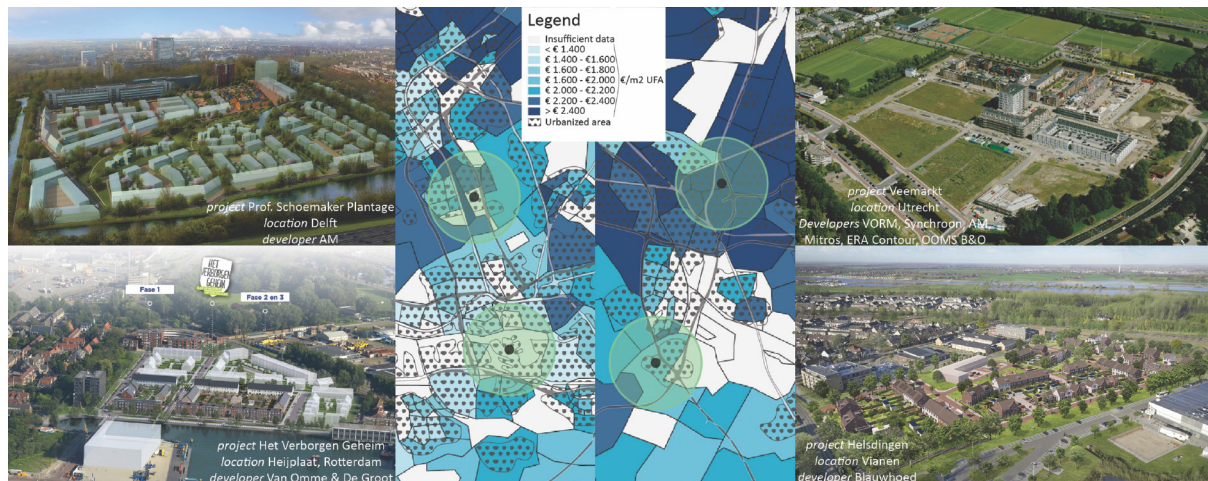 project Prof. Schoemaker Plantage
location Delft
developer AM
Legend
Insufficient data
< € 1.400
€ 1.400 - €1.600
€ 1.600 - €1.800
€ 1.600 - €2.000
€ 2.000 - €2.200
€ 2.200 - €2.400
> € 2.400
€/m2 UFA
Urbanized area
project Veemarkt
location Utrecht
Developers VORM, Synchroon, AM,
Mitros, ERA Contour, OOMS B&O
HET
VERBORGEN
GEHEIM
Fase 1
Fase 2 en 3
project Het Verborgen Geheim
location Heijplaat, Rotterdam
developer Van Omme & De Groot
project Helsdingen
location Vianen
developer Blauwhoed